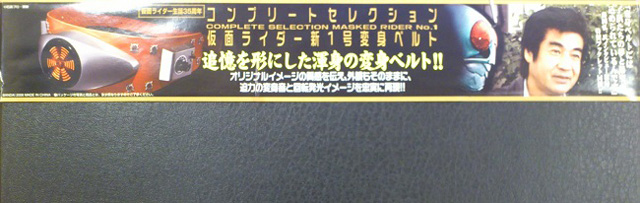 仮面ライダー生誕35周年
コンプリートセレクション
COMPLETE SELECTION MASKED RIDER No.1
仮面ライダー新1号変身ベルト
追憶を形にした渾身の変身ベルト!!
オリジナルイメージの興奮を伝え、外観もそのままに、
迫力の変身音と回転発光イメージを忠実に再現!!